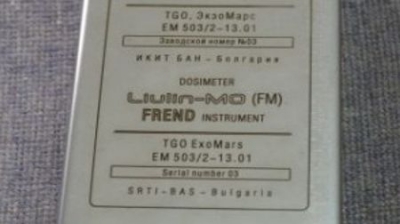 TGO, ЭкзоМарс
EM 503/2-13.01
Заводской номер №03
ИКИТ БАН – Болгария
DOSIMETER
Liulin-MO (FM)
FREND INSTRUMENT
TGO ExoMars
EM 503/2-13.01
Serial number 03
SRTI-BAS-Bulgaria